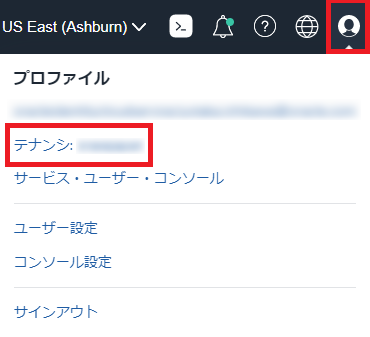 US East (Ashburn)
プロファイル
テナンシ:
サービス・ユーザー・コンソール
ユーザー設定
コンソール設定
サインアウト